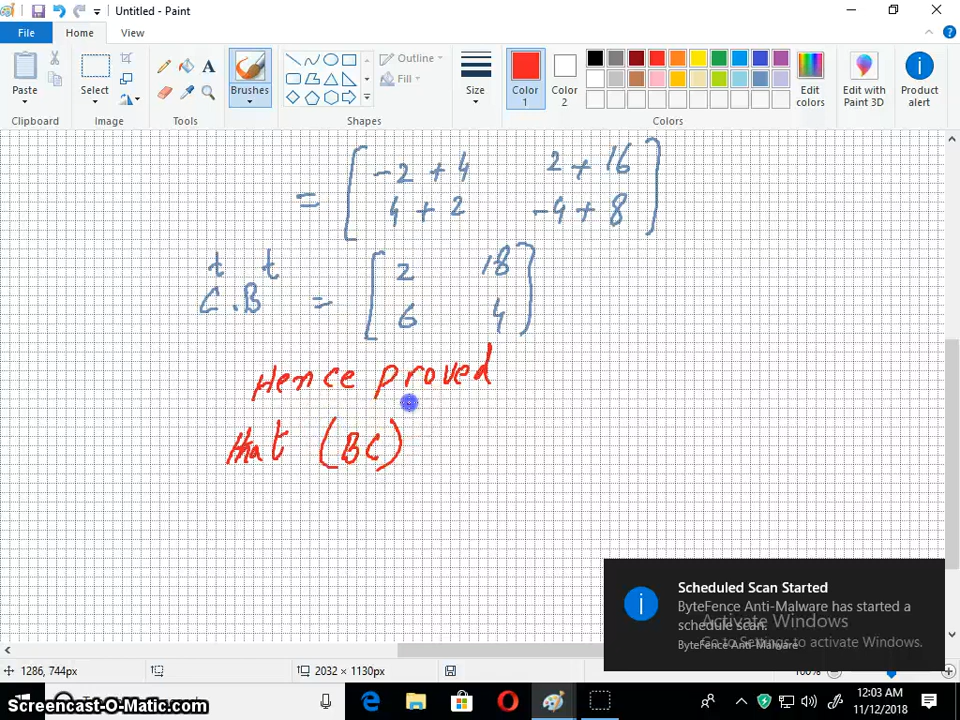 Untitled - Paint
File Home View
Paste
Select
Brushes
Outline
Fill
Size
Color 1
Color 2
Edit colors
Edit with Paint 3D
Product alert
Clipboard Image Tools Shapes Colors
= [ -2 + 4 2 + 16 ]
4 + 2 -4 + 8
t t
C . B = [ 2 18 ]
6 4
Hence proved
that (BC)
Scheduled Scan Started
ByteFence Anti-Malware has started a
schedule scan.
ByteFence Anti-Malware
Activate Windows
Go to Settings to activate Windows.
1286, 744px 2032 × 1130px 100%
12:03 AM
11/12/2018
Screencast-O-Matic.com